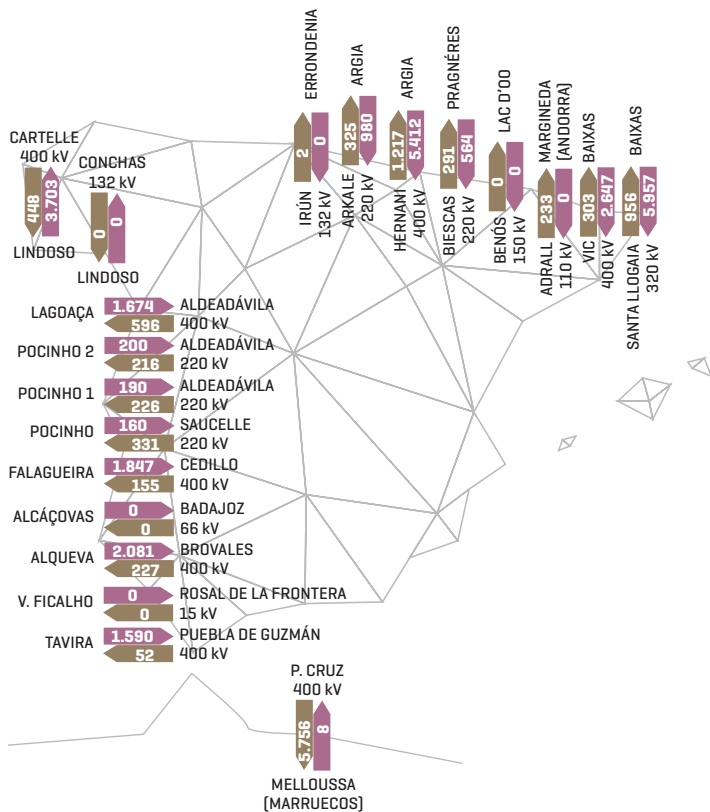 CARTELLE
400 kV
448
3.703
LINDOSO
CONCHAS
132 kV
0
0
LINDOSO
ERRONDENIA
2
0
IRÚN
132 kV
ARGIA
325
980
ARKALE
220 kV
ARGIA
1.217
5.412
HERNANI
400 kV
PRAGNÉRES
291
564
BIESCAS
220 kV
LAC D'OO
0
0
BENÓS
150 kV
MARGINEDA
(ANDORRA)
233
0
ADRALL
110 kV
BAIXAS
303
2.647
VIC
400 kV
BAIXAS
956
5.957
SANTA LLOGAIA
320 kV
LAGOAÇA
1.674
ALDEADÁVILA
596
400 kV
POCINHO 2
200
ALDEADÁVILA
216
220 kV
POCINHO 1
190
ALDEADÁVILA
226
220 kV
POCINHO
160
SAUCELLE
331
220 kV
FALAGUEIRA
1.847
CEDILLO
155
400 kV
ALCÁÇOVAS
0
BADAJOZ
0
66 kV
ALQUEVA
2.081
BROVALES
227
400 kV
V. FICALHO
0
ROSAL DE LA FRONTERA
0
15 kV
TAVIRA
1.590
PUEBLA DE GUZMÁN
52
400 kV
P. CRUZ
400 kV
5.756
8
MELLOUSSA
(MARRUECOS)